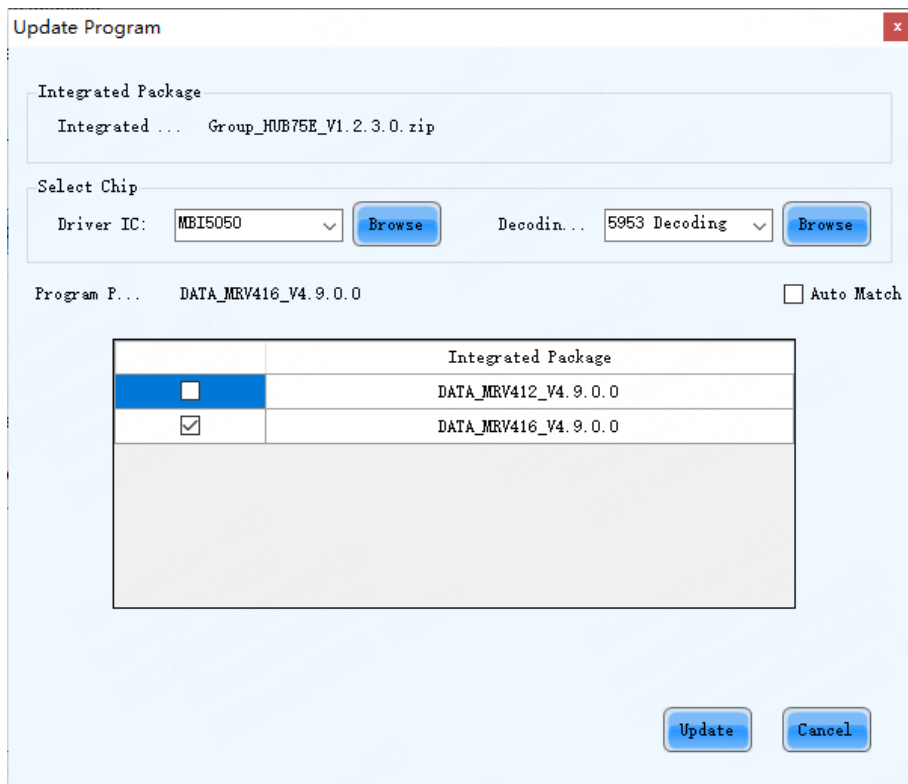 Update Program
x
Integrated Package
Integrated ... Group_HUB75E_V1.2.3.0.zip
Select Chip
Driver IC: MBI5050 Browse Decodin... 5953 Decoding Browse
Program P... DATA_MRV416_V4.9.0.0 Auto Match
Integrated Package
DATA_MRV412_V4.9.0.0
DATA_MRV416_V4.9.0.0
Update Cancel